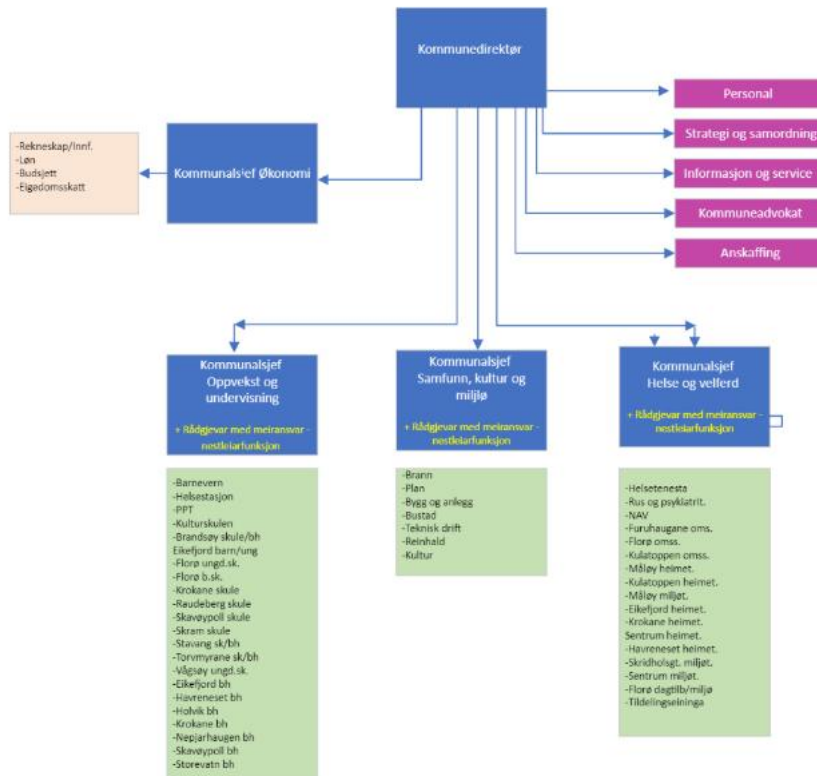 Kommunedirektør
Personal
Strategi og samordning
Informasjon og service
Kommuneadvokat
Anskaffing
Kommunalsjef Økonomi
-Rekneskap/Innf.
-Løn
-Budsjett
-Eigedomsskatt
Kommunalsjef
Oppvekst og
undervisning
+ Rådgjevar med meiransvar -
nestleiarfunksjon
-Barnevern
-Helsestasjon
-PPT
-Kulturskulen
-Brandsøy skule/bh
Eikefjord barn/ung
-Florø ungd.sk.
-Florø b.sk.
-Krokane skule
-Raudeberg skule
-Skavøypoll skule
-Skram skule
-Stavang sk/bh
-Torvmyrane sk/bh
-Vågsøy ungd.sk.
-Eikefjord bh
-Havreneset bh
-Holvik bh
-Krokane bh
-Nepjarhaugen bh
-Skavøypoll bh
-Storevatn bh
Kommunalsjef
Samfunn, kultur og
miljø
+ Rådgjevar med meiransvar -
nestleiarfunksjon
-Brann
-Plan
-Bygg og anlegg
-Bustad
-Teknisk drift
-Reinhald
-Kultur
Kommunalsjef
Helse og velferd
+ Rådgjevar med meiransvar -
nestleiarfunksjon
-Helsetenesta
-Rus og psykiatrit.
-NAV
-Furuhaugane oms.
-Florø omss.
-Kulatoppen omss.
-Måløy heimet.
-Kulatoppen heimet.
-Måløy miljøt.
-Eikefjord heimet.
-Krokane heimet.
Sentrum heimet.
-Havreneset heimet.
-Skridholsgt. miljøt.
-Sentrum miljøt.
-Florø dagtilb/miljø
-Tildelingseininga